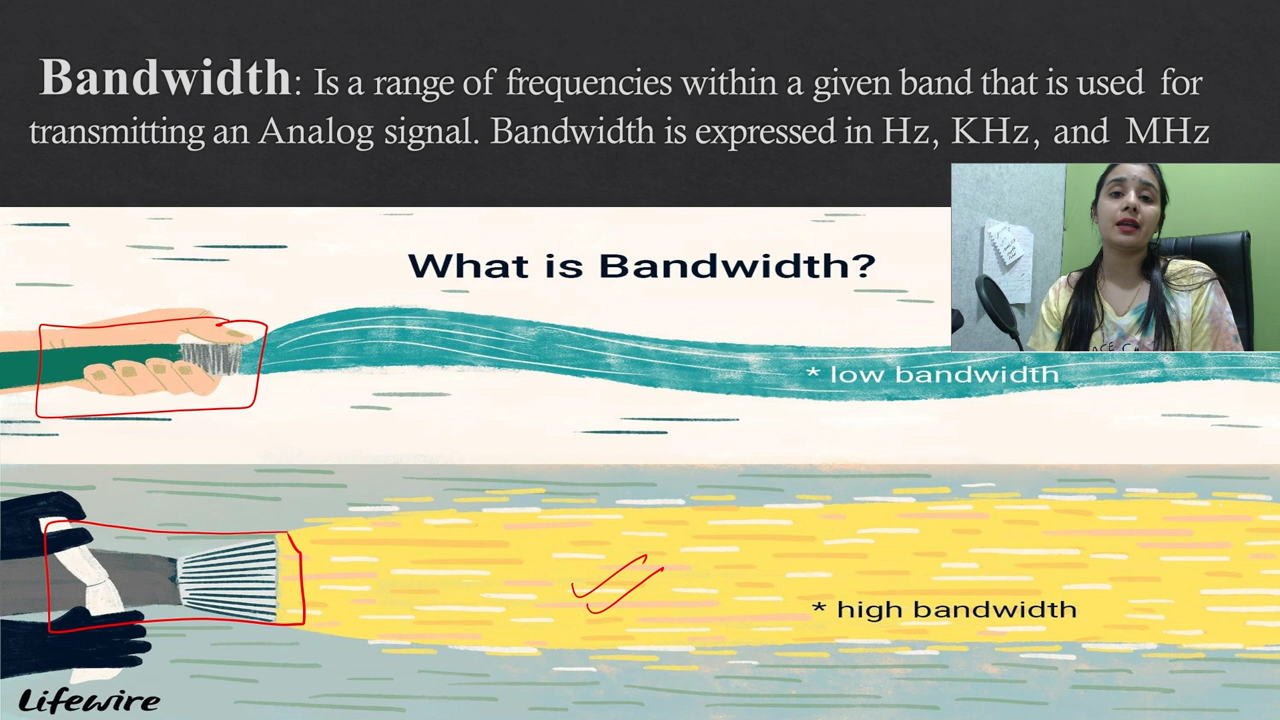 Bandwidth: Is a range of frequencies within a given band that is used for
transmitting an Analog signal. Bandwidth is expressed in Hz, KHz, and MHz
What is Bandwidth?
* low bandwidth
* high bandwidth
Lifewire